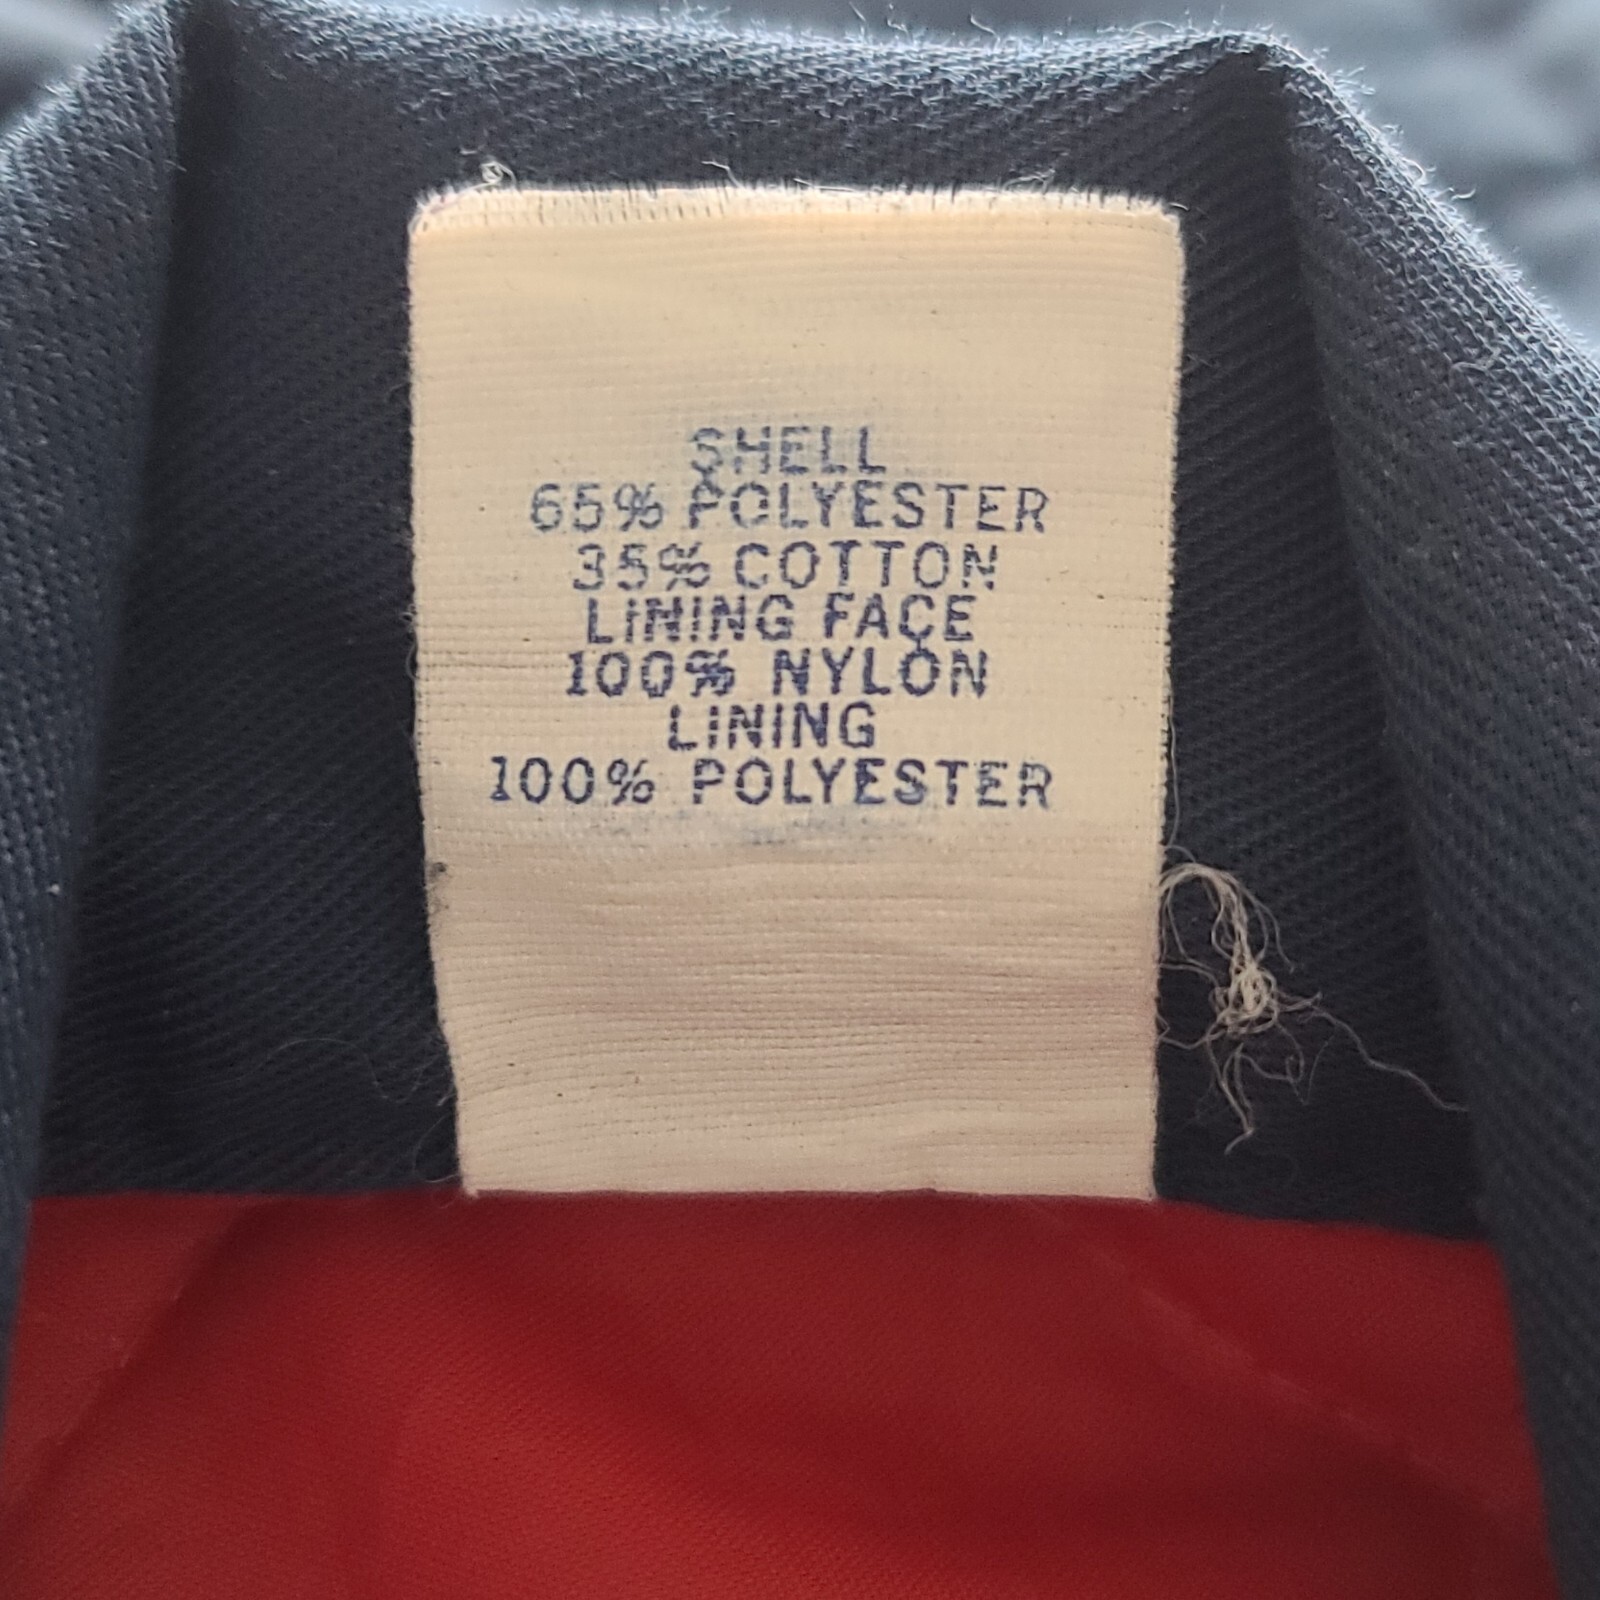 SHELL
65% POLYESTER
35% COTTON
LINING FACE
100% NYLON
LINING
100% POLYESTER